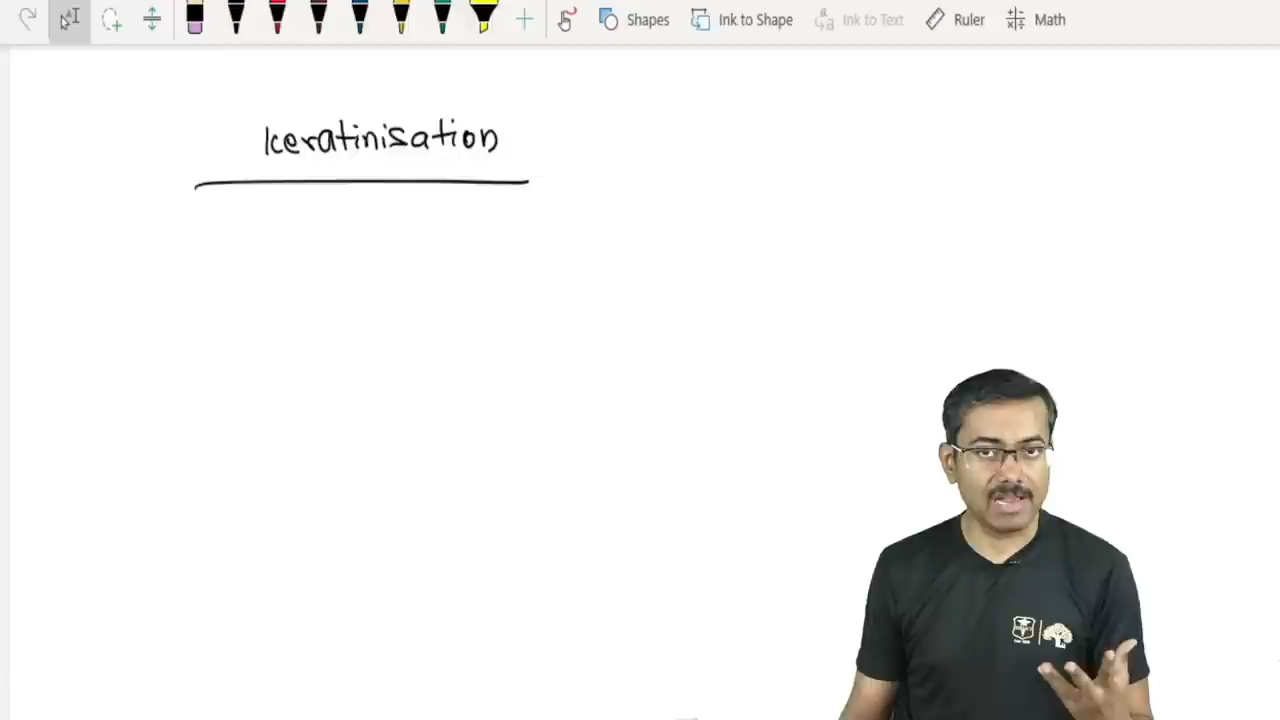 Shapes Ink to Shape Ink to Text Ruler Math
keratinisation